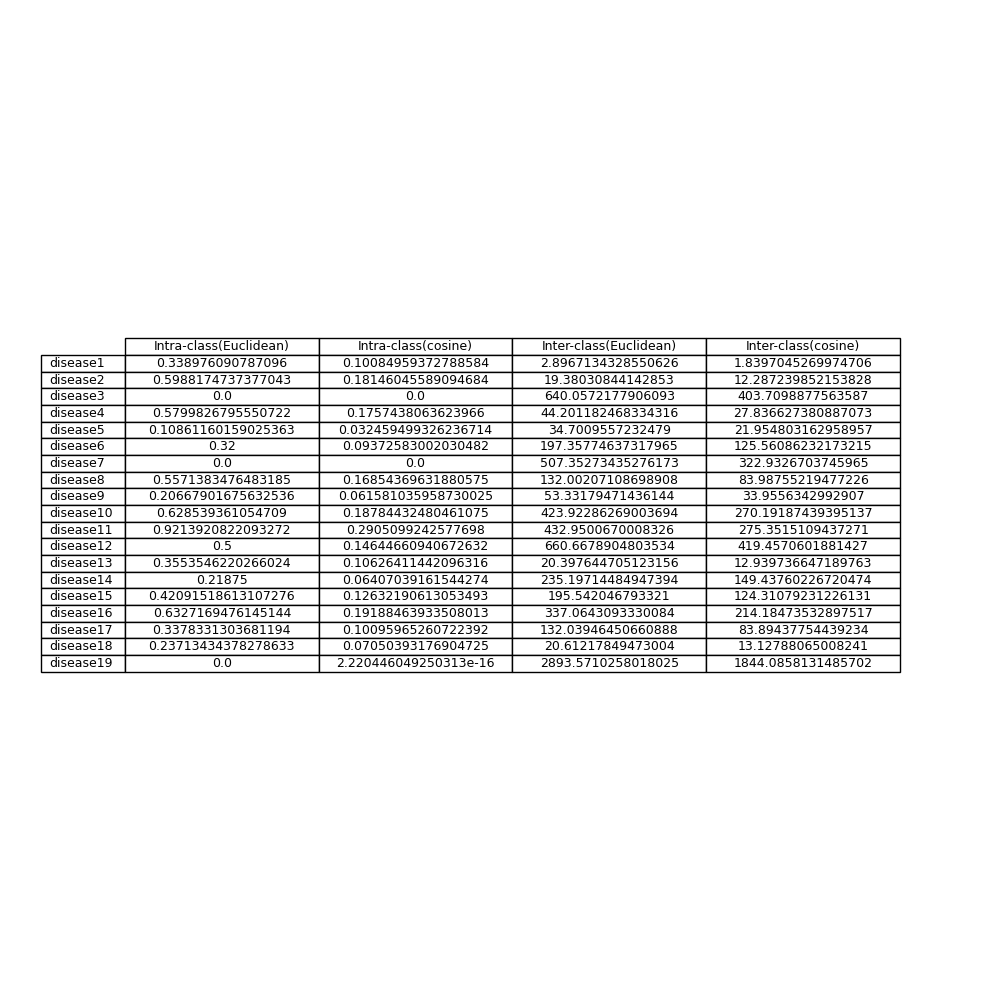 Intra-class(Euclidean) Intra-class(cosine) Inter-class(Euclidean) Inter-class(cosine)
disease1 0.338976090787096 0.10084959372788584 2.8967134328550626 1.8397045269974706
disease2 0.5988174737377043 0.18146045589094684 19.38030844142853 12.287239852153828
disease3 0.0 0.0 640.0572177906093 403.7098877563587
disease4 0.5799826795550722 0.1757438063623966 44.201182468334316 27.836627380887073
disease5 0.10861160159025363 0.032459499326236714 34.7009557232479 21.954803162958957
disease6 0.32 0.09372583002030482 197.35774637317965 125.56086232173215
disease7 0.0 0.0 507.35273435276173 322.9326703745965
disease8 0.5571383476483185 0.16854369631880575 132.00207108698908 83.98755219477226
disease9 0.20667901675632536 0.061581035958730025 53.33179471436144 33.9556342992907
disease10 0.628539361054709 0.18784432480461075 423.92286269003694 270.19187439395137
disease11 0.9213920822093272 0.2905099242577698 432.9500670008326 275.3515109437271
disease12 0.5 0.14644660940672632 660.6678904803534 419.4570601881427
disease13 0.3553546220266024 0.10626411442096316 20.397644705123156 12.939736647189763
disease14 0.21875 0.06407039161544274 235.19714484947394 149.43760226720474
disease15 0.42091518613107276 0.12632190613053493 195.542046793321 124.31079231226131
disease16 0.6327169476145144 0.19188463933508013 337.0643093330084 214.18473532897517
disease17 0.3378331303681194 0.10095965260722392 132.03946450660888 83.89437754439234
disease18 0.23713434378278633 0.07050393176904725 20.61217849473004 13.12788065008241
disease19 0.0 2.220446049250313e-16 2893.5710258018025 1844.0858131485702